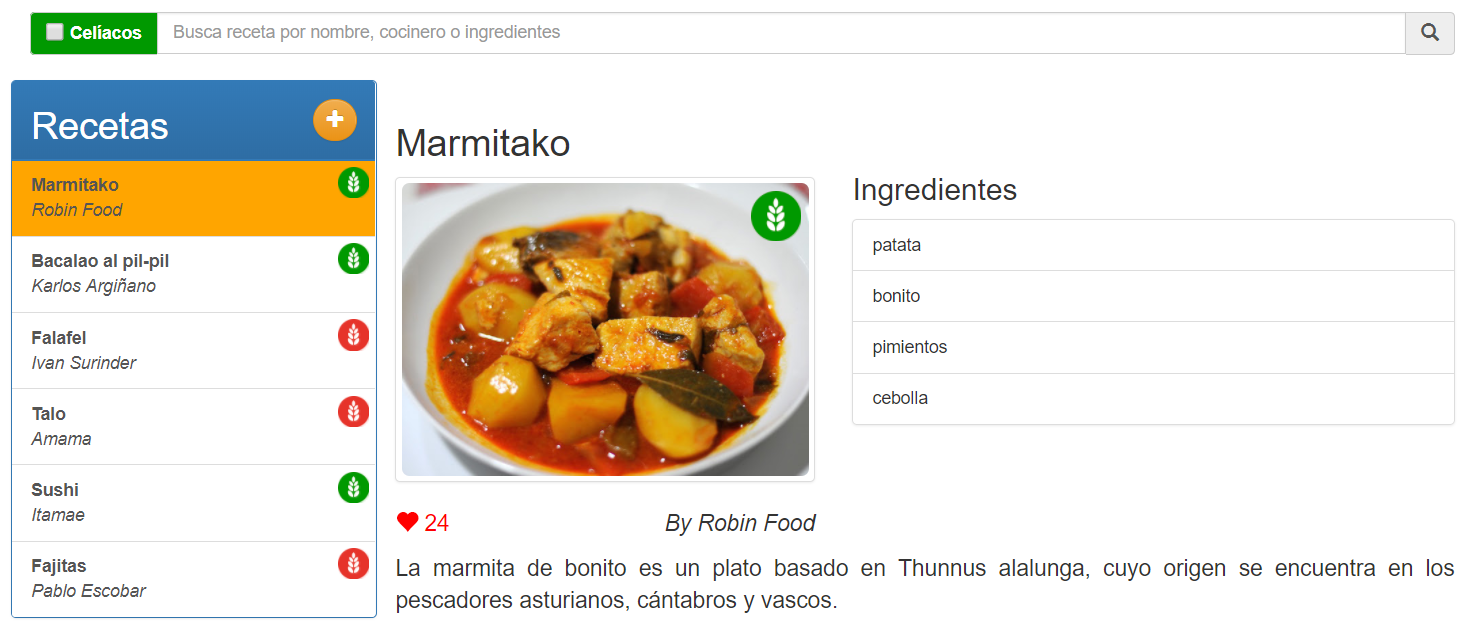 Celíacos Busca receta por nombre, cocinero o ingredientes
Recetas
Marmitako
Robin Food
Bacalao al pil-pil
Karlos Argiñano
Falafel
Ivan Surinder
Talo
Amama
Sushi
Itamae
Fajitas
Pablo Escobar
Marmitako
Ingredientes
patata
bonito
pimientos
cebolla
24 By Robin Food
La marmita de bonito es un plato basado en Thunnus alalunga, cuyo origen se encuentra en los
pescadores asturianos, cántabros y vascos.